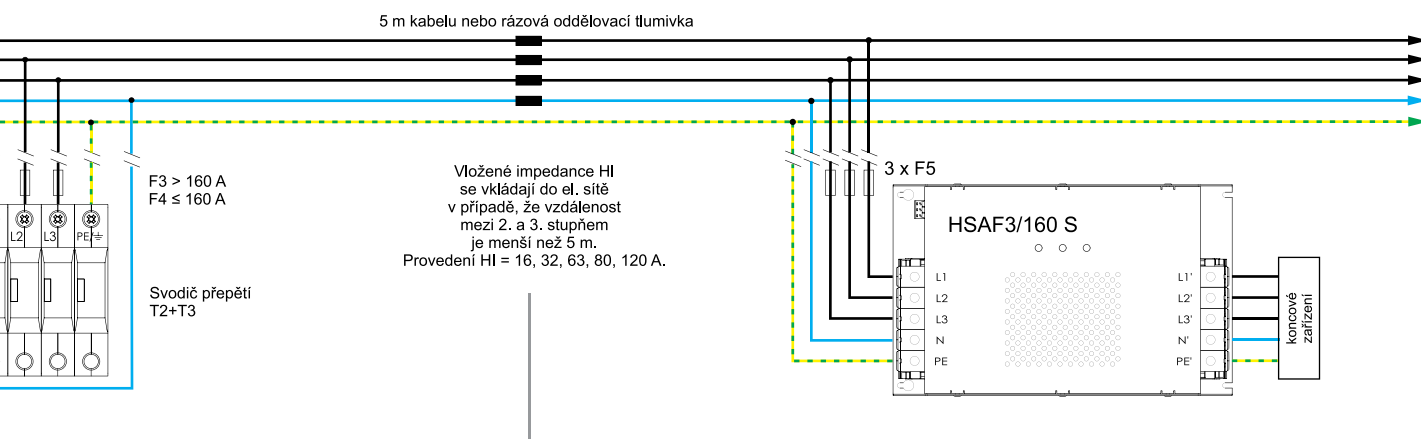 5 m kabelu nebo rázová oddělovací tlumivka
F3 > 160 A
F4 ≤ 160 A
L2
L3
PE/
Svodič přepětí
T2+T3
Vložené impedance HI
se vkládají do el. sítě
v případě, že vzdálenost
mezi 2. a 3. stupňem
je menší než 5 m.
Provedení HI = 16, 32, 63, 80, 120 A.
3 x F5
HSAF3/160 S
L1
L2
L3
N
PE
L1'
L2'
L3'
N'
PE'
koncové
zařízení